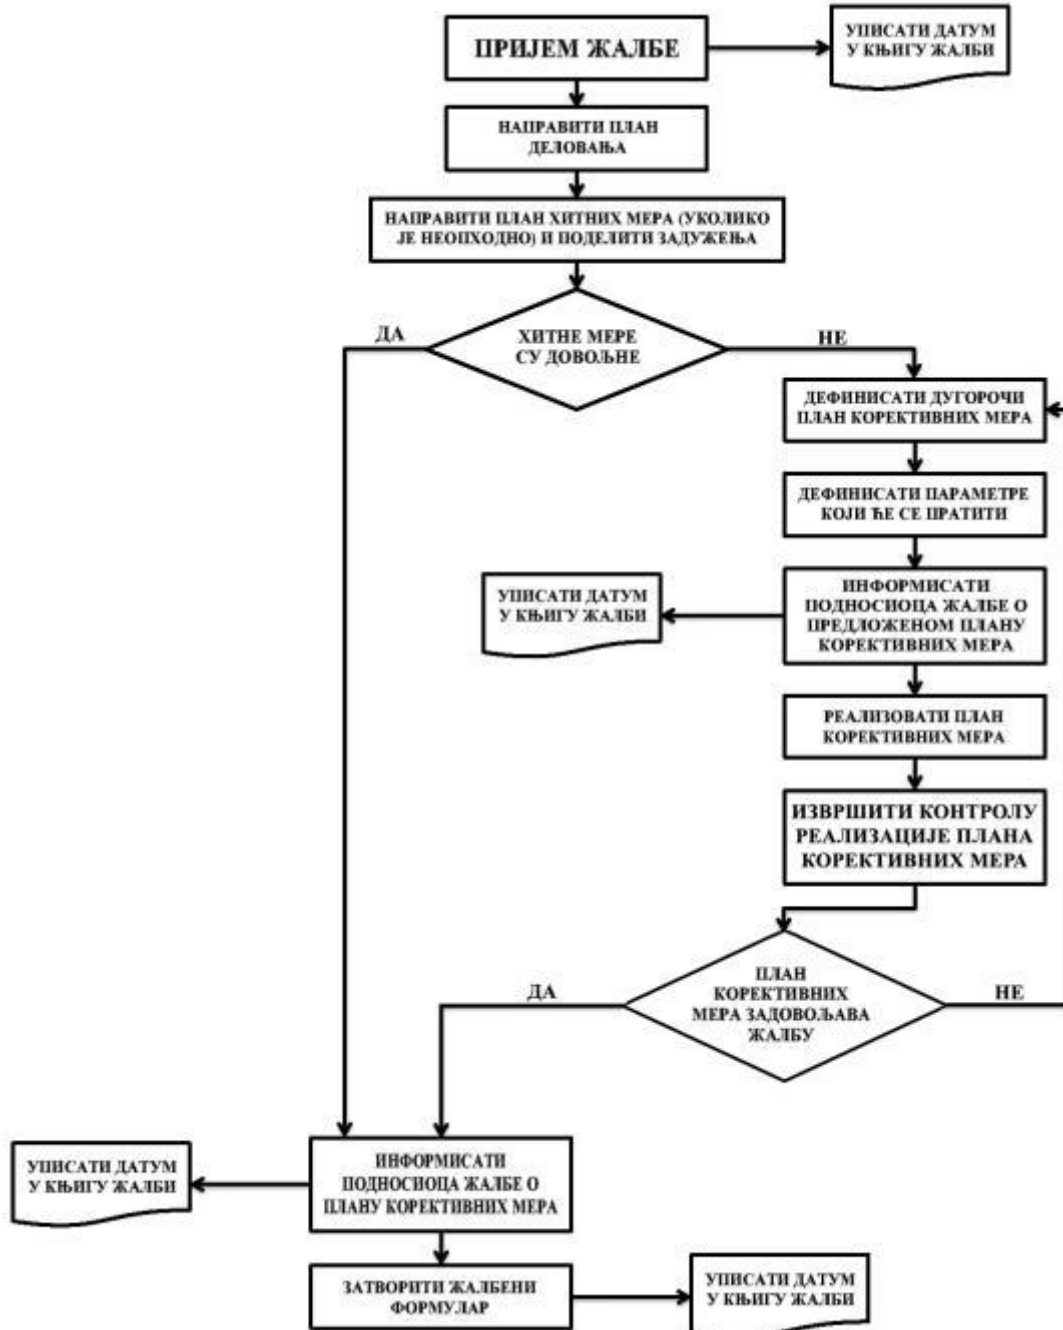 ПРИЈЕМ ЖАЛБЕ
УПИСАТИ ДАТУМ
У КЊИГУ ЖАЛБИ
НАПРАВИТИ ПЛАН
ДЕЛОВАЊА
НАПРАВИТИ ПЛАН ХИТНИХ МЕРА (УКОЛИКО
ЈЕ НЕОПХОДНО) И ПОДЕЛИТИ ЗАДУЖЕЊА
ДА
ХИТНЕ МЕРЕ
СУ ДОВОЉНЕ
НЕ
ДЕФИНИСАТИ ДУГОРОЧИ
ПЛАН КОРЕКТИВНИХ МЕРА
ДЕФИНИСАТИ ПАРАМЕТРЕ
КОЈИ ЋЕ СЕ ПРАТИТИ
УПИСАТИ ДАТУМ
У КЊИГУ ЖАЛБИ
ИНФОРМИСАТИ
ПОДНОСИОЦА ЖАЛБЕ О
ПРЕДЛОЖЕНОМ ПЛАНУ
КОРЕКТИВНИХ МЕРА
РЕАЛИЗОВАТИ ПЛАН
КОРЕКТИВНИХ МЕРА
ИЗВРШИТИ КОНТРОЛУ
РЕАЛИЗАЦИЈЕ ПЛАНА
КОРЕКТИВНИХ МЕРА
ДА
ПЛАН
КОРЕКТИВНИХ
МЕРА ЗАДОВОЉАВА
ЖАЛБУ
НЕ
УПИСАТИ ДАТУМ
У КЊИГУ ЖАЛБИ
ИНФОРМИСАТИ
ПОДНОСИОЦА ЖАЛБЕ О
ПЛАНУ КОРЕКТИВНИХ МЕРА
ЗАТВОРИТИ ЖАЛБЕНИ
ФОРМУЛАР
УПИСАТИ ДАТУМ
У КЊИГУ ЖАЛБИ